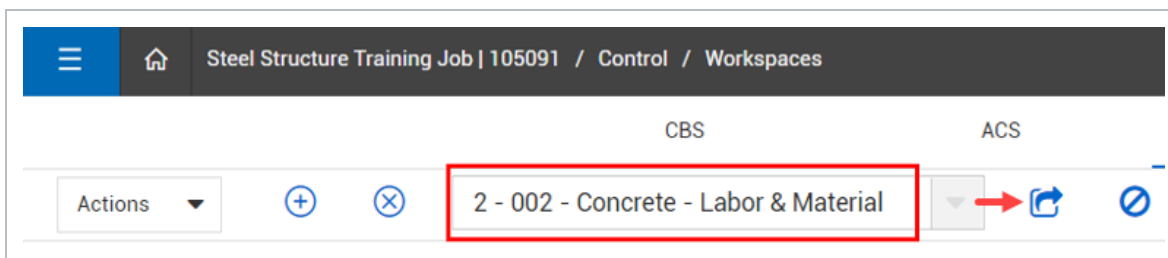 Steel Structure Training Job | 105091 / Control / Workspaces
CBS ACS
Actions 2 - 002 - Concrete - Labor & Material